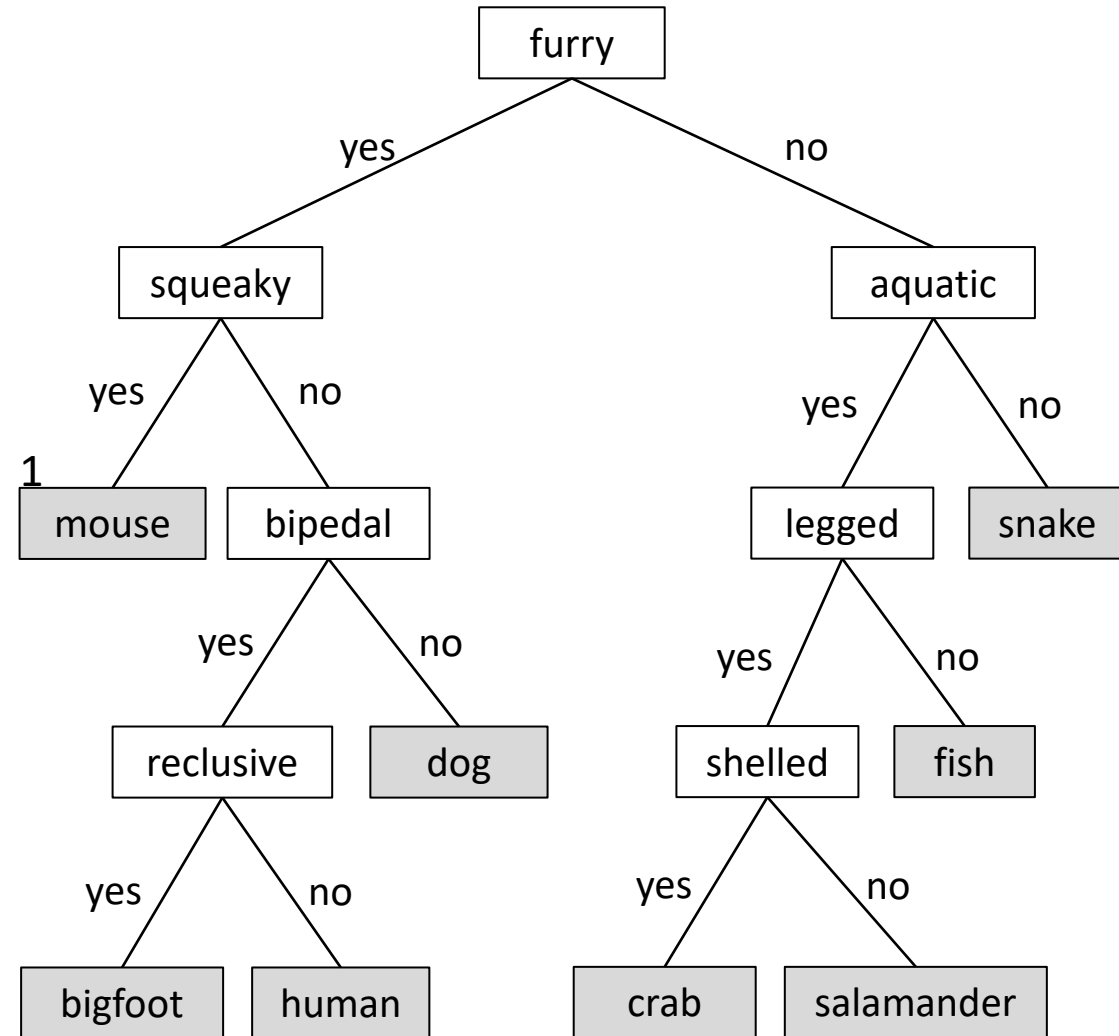 furry
yes
no
squeaky
aquatic
yes
no
yes
no
1
mouse
bipedal
legged
snake
yes
no
yes
no
reclusive
dog
shelled
fish
yes
no
yes
no
bigfoot
human
crab
salamander